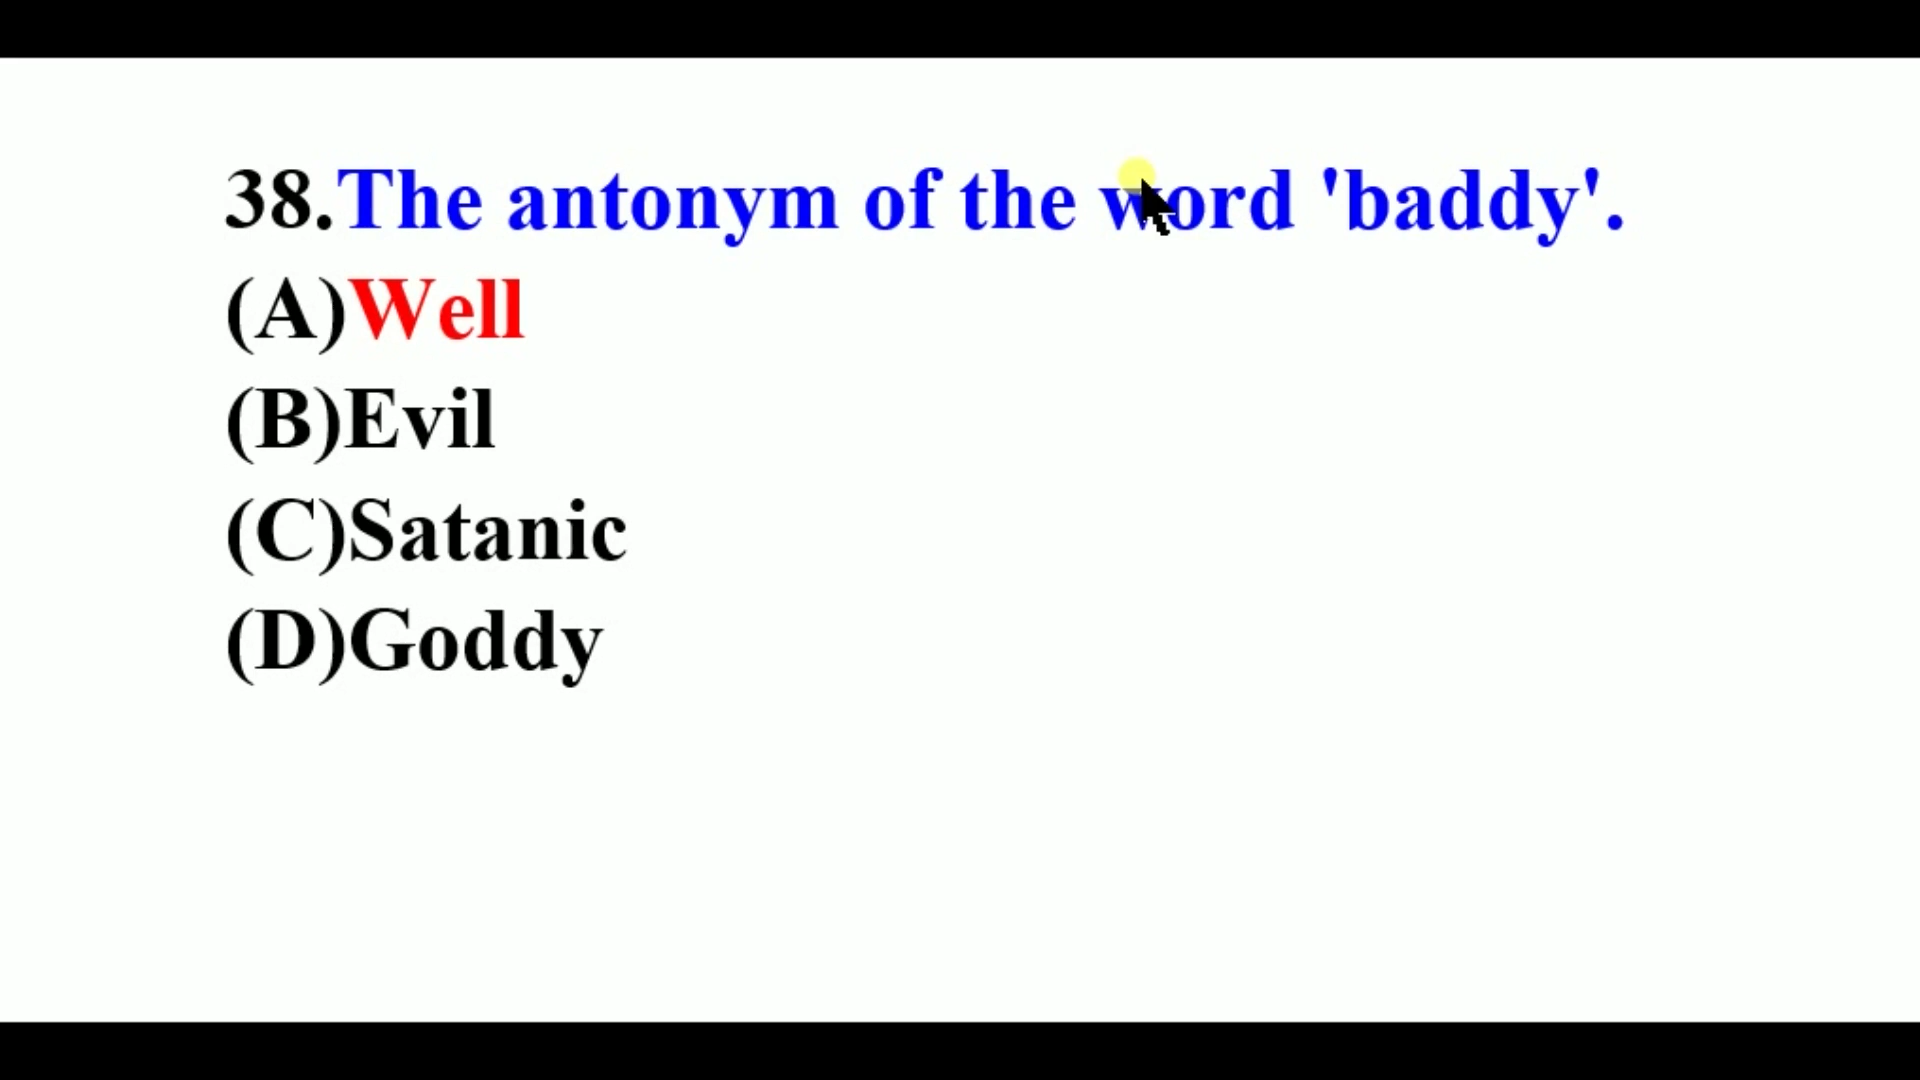 38.The antonym of the word 'baddy'.
(A)Well
(B)Evil
(C)Satanic
(D)Goddy